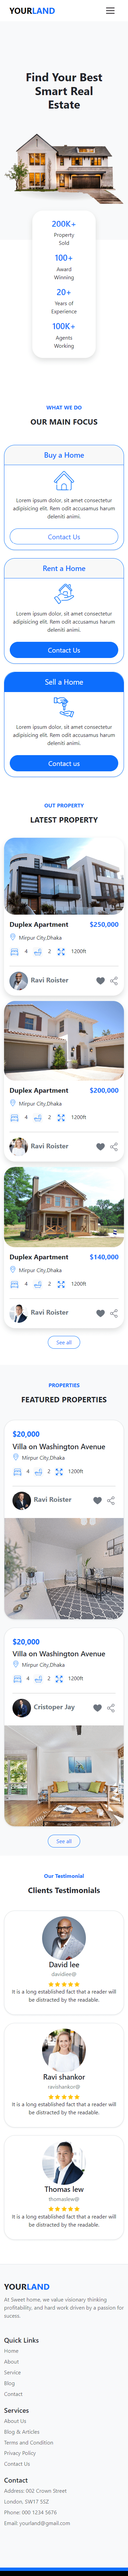 YOURLAND
Find Your Best
Smart Real
Estate
200K+
Property
Sold
100+
Award
Winning
20+
Years of
Experience
100K+
Agents
Working
WHAT WE DO
OUR MAIN FOCUS
Buy a Home
Lorem ipsum dolor, sit amet consectetur
adipisicing elit. Rem odit accusamus harum
deleniti animi.
Contact Us
Rent a Home
Lorem ipsum dolor, sit amet consectetur
adipisicing elit. Rem odit accusamus harum
deleniti animi.
Contact Us
Sell a Home
Lorem ipsum dolor, sit amet consectetur
adipisicing elit. Rem odit accusamus harum
deleniti animi.
Contact us
OUT PROPERTY
LATEST PROPERTY
Duplex Apartment $250,000
Mirpur City,Dhaka
4 2 1200ft
Ravi Roister
Duplex Apartment $200,000
Mirpur City,Dhaka
4 2 1200ft
Ravi Roister
Duplex Apartment $140,000
Mirpur City,Dhaka
4 2 1200ft
Ravi Roister
See all
PROPERTIES
FEATURED PROPERTIES
$20,000
Villa on Washington Avenue
Mirpur City,Dhaka
4 2 1200ft
Ravi Roister
$20,000
Villa on Washington Avenue
Mirpur City,Dhaka
4 2 1200ft
Cristoper Jay
See all
Our Testimonial
Clients Testimonials
David lee
davidlee@
It is a long established fact that a reader will
be distracted by the readable.
Ravi shankor
ravishankor@
It is a long established fact that a reader will
be distracted by the readable.
Thomas lew
thomaslew@
It is a long established fact that a reader will
be distracted by the readable.
YOURLAND
At Sweet home, we value visionary thinking
profitability, and hard work.driven by a passion for
sucess.
Quick Links
Home
About
Service
Blog
Contact
Services
About Us
Blog & Articles
Terms and Condition
Privacy Policy
Contact Us
Contact
Address: 002 Crown Street
London, SW17 5SZ
Phone: 000 1234 5676
Email: yourland@gmail.com